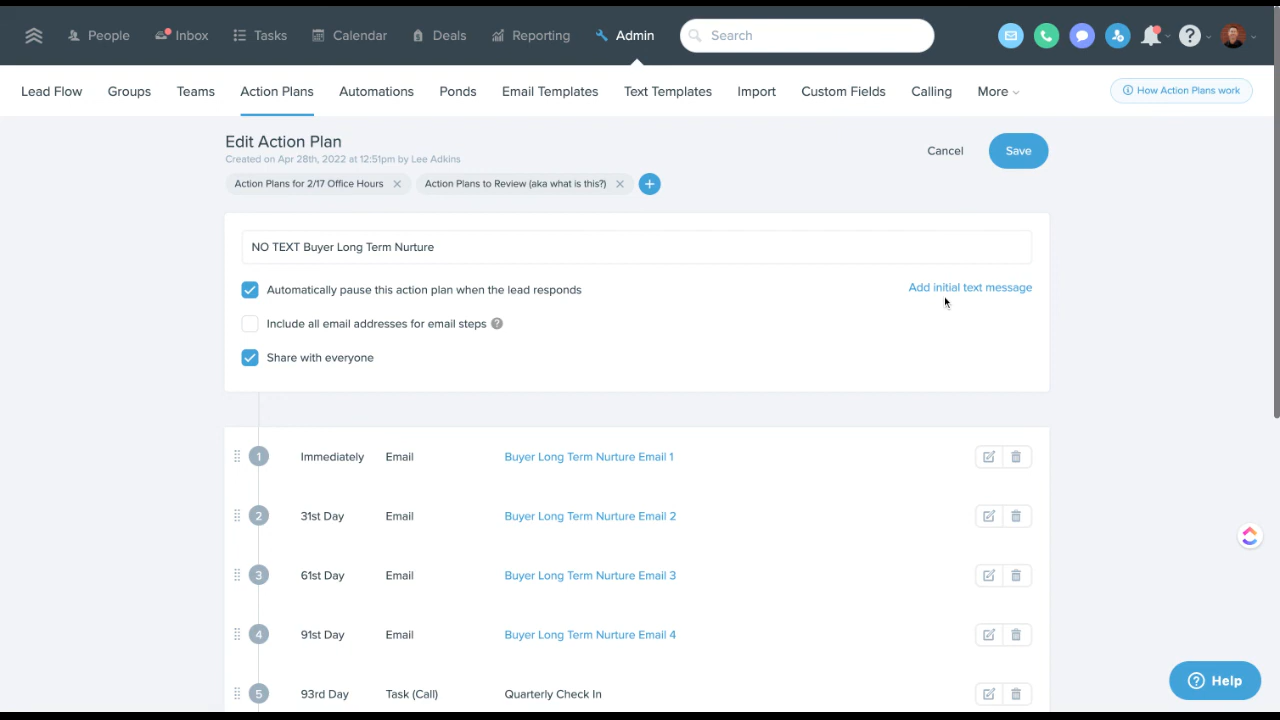 People Inbox Tasks Calendar Deals Reporting Admin Search
Lead Flow Groups Teams Action Plans Automations Ponds Email Templates Text Templates Import Custom Fields Calling More How Action Plans work
Edit Action Plan
Created on Apr 28th, 2022 at 12:51pm by Lee Adkins
Cancel Save
Action Plans for 2/17 Office Hours Action Plans to Review (aka what is this?)
NO TEXT Buyer Long Term Nurture
Automatically pause this action plan when the lead responds Add initial text message
Include all email addresses for email steps ?
Share with everyone
1 Immediately Email Buyer Long Term Nurture Email 1
2 31st Day Email Buyer Long Term Nurture Email 2
3 61st Day Email Buyer Long Term Nurture Email 3
4 91st Day Email Buyer Long Term Nurture Email 4
5 93rd Day Task (Call) Quarterly Check In
? Help